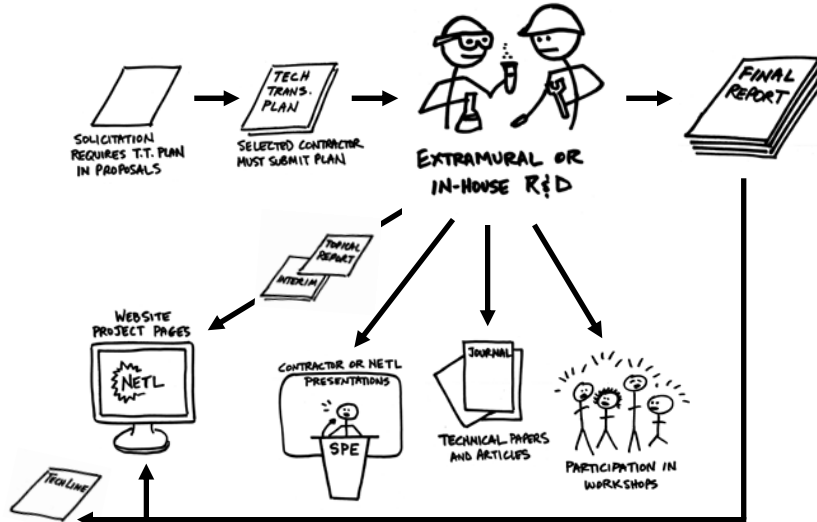 TECH
TRANS.
PLAN
FINAL
REPORT
SOLICITATION
REQUIRES T.T. PLAN
IN PROPOSALS
SELECTED CONTRACTOR
MUST SUBMIT PLAN
EXTRAMURAL OR
IN-HOUSE R&D
TOPICAL
REPORT
INTERIM
WEBSITE
PROJECT PAGES
NETL
CONTRACTOR OR NETL
PRESENTATIONS
SPE
JOURNAL
TECHNICAL PAPERS
AND ARTICLES
PARTICIPATION IN
WORKSHOPS
TECHLINE